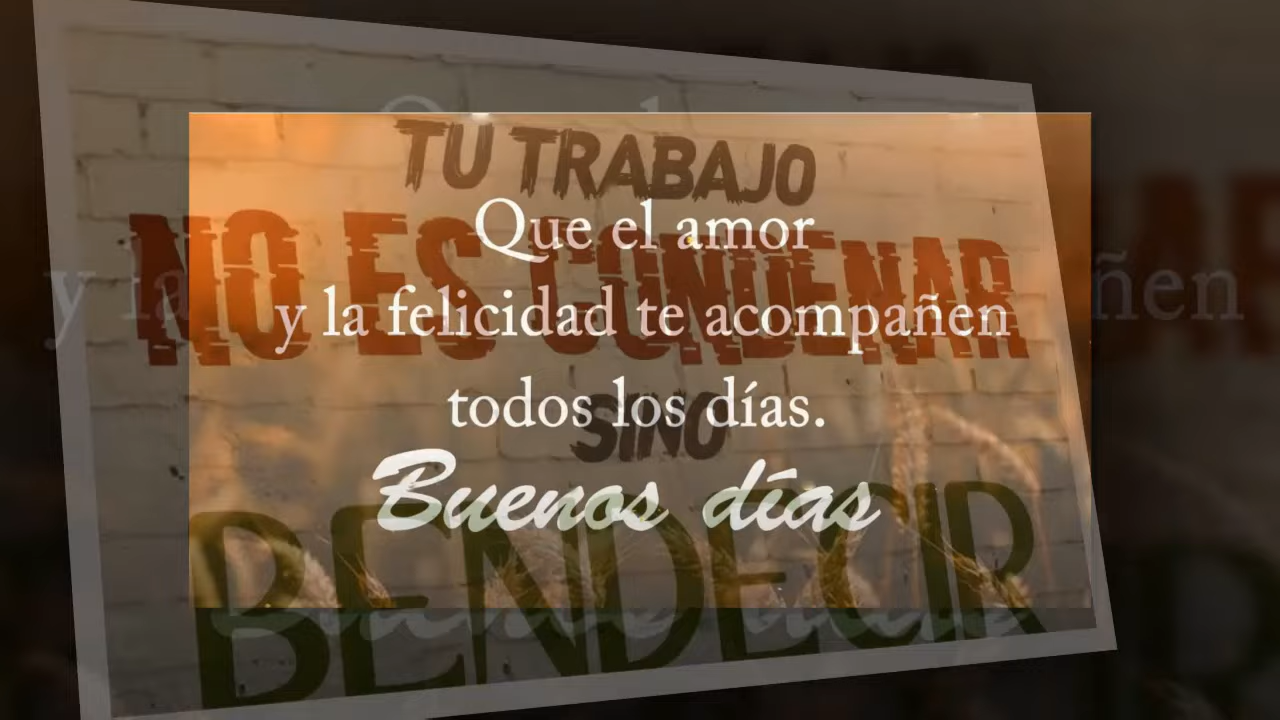 TU TRABAJO
NO ES CONDENAR
SINO
BENDECIR
Que el amor
y la felicidad te acompañen
todos los días.
Buenos días